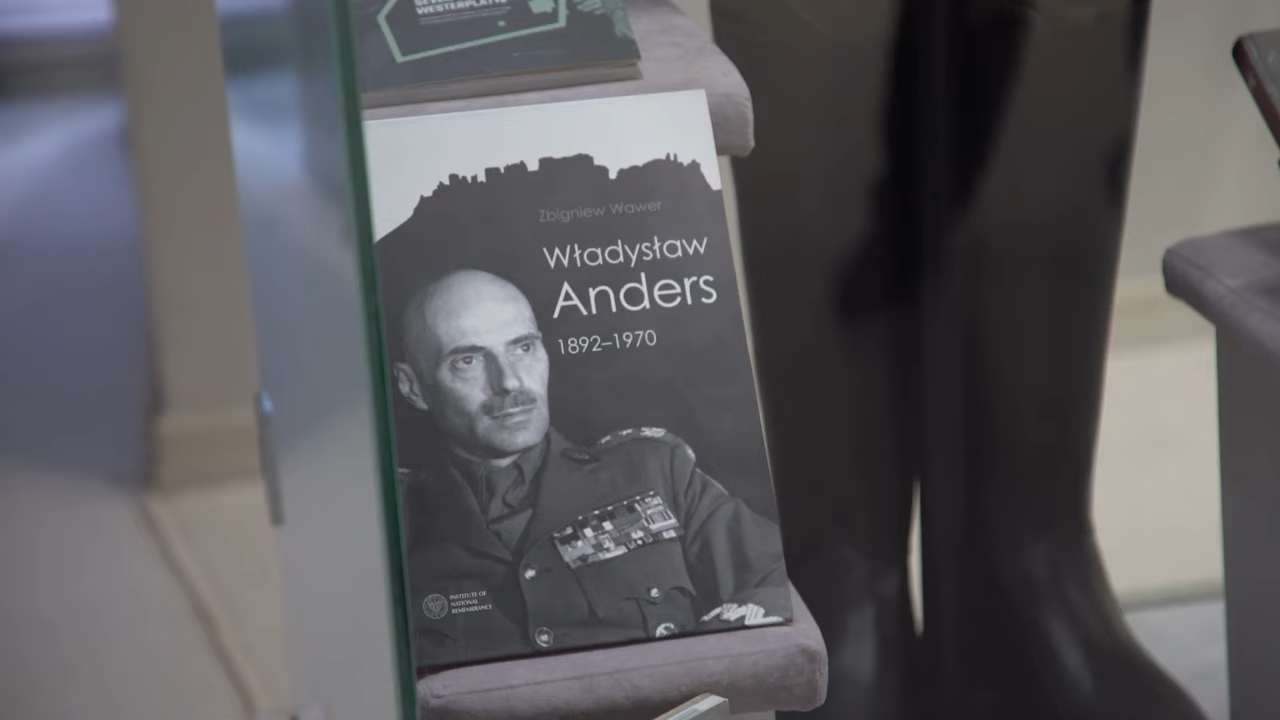 WESTERPLATTE
Zbigniew Wawer
Władysław
Anders
1892–1970
INSTITUTE OF
NATIONAL
REMEMBRANCE